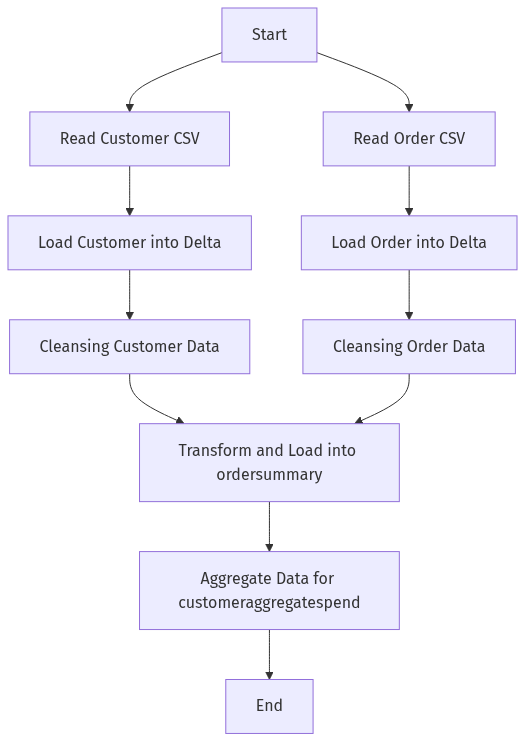 Start
Read Customer CSV
Read Order CSV
Load Customer into Delta
Load Order into Delta
Cleansing Customer Data
Cleansing Order Data
Transform and Load into
ordersummary
Aggregate Data for
customeraggregatespend
End